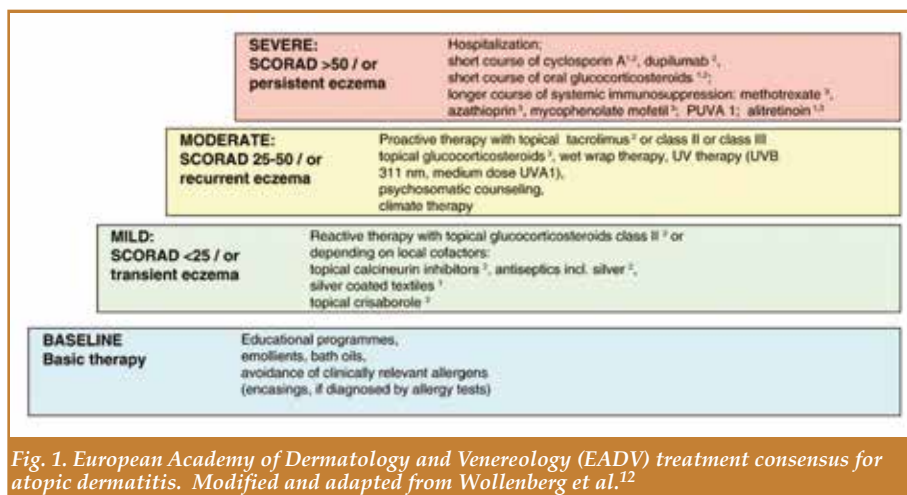 SEVERE:
SCORAD >50 / or
persistent eczema
Hospitalization;
short course of cyclosporin A¹,², dupilumab ²,
short course of oral glucocorticosteroids ¹,²;
longer course of systemic immunosuppression: methotrexate ³,
azathioprin ³, mycophenolate mofetil ³; PUVA 1; alitretinoin ¹,³
MODERATE:
SCORAD 25-50 / or
recurrent eczema
Proactive therapy with topical tacrolimus ² or class II or class III
topical glucocorticosteroids ³, wet wrap therapy, UV therapy (UVB
311 nm, medium dose UVA1),
psychosomatic counseling,
climate therapy
MILD:
SCORAD <25 / or
transient eczema
Reactive therapy with topical glucocorticosteroids class II ² or
depending on local cofactors:
topical calcineurin inhibitors ², antiseptics incl. silver ²,
silver coated textiles ¹
topical crisaborole ²
BASELINE
Basic therapy
Educational programmes,
emollients, bath oils,
avoidance of clinically relevant allergens
(encasings, if diagnosed by allergy tests)
Fig. 1. European Academy of Dermatology and Venereology (EADV) treatment consensus for
atopic dermatitis. Modified and adapted from Wollenberg et al.¹²